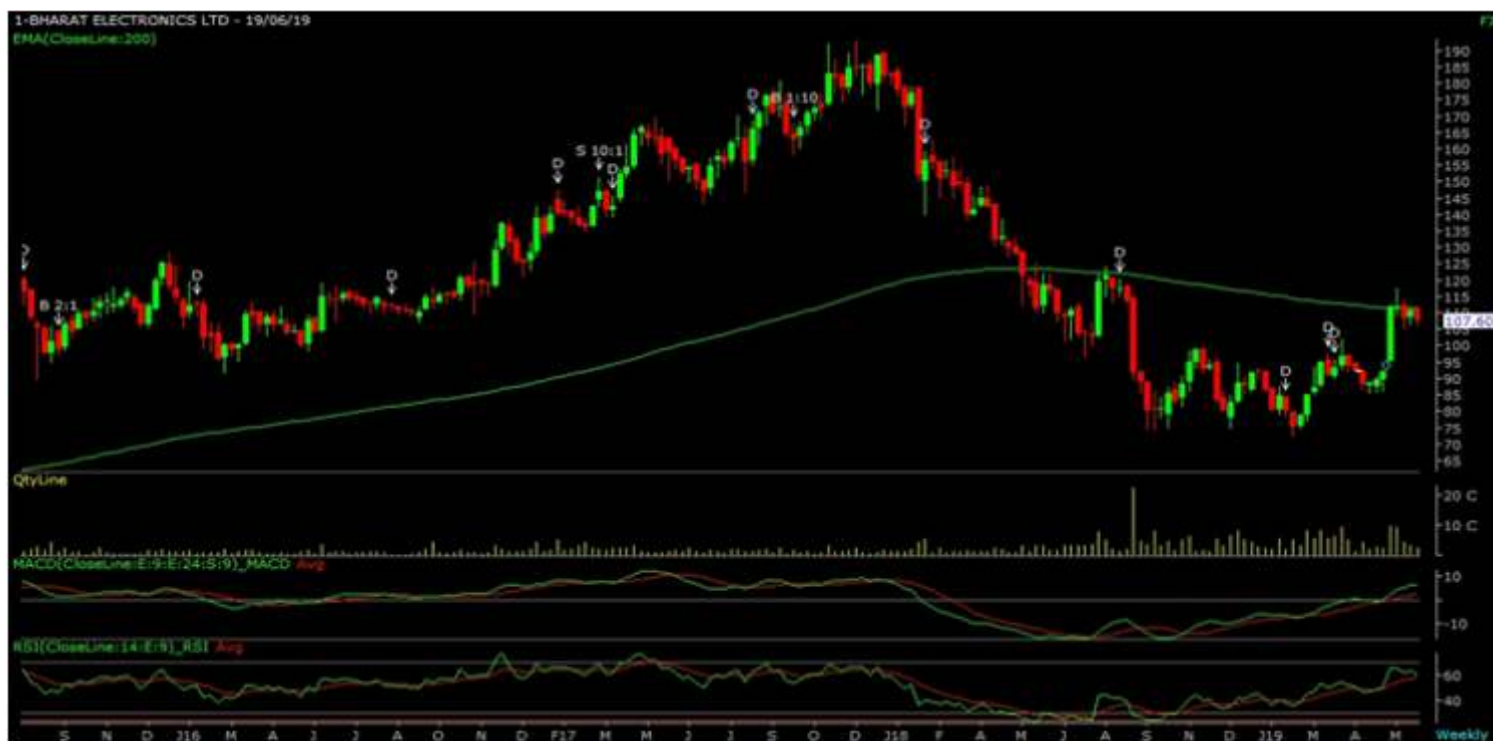 1-BHARAT ELECTRONICS LTD - 19/06/19
EMA(CloseLine:200)
190
185
180
175
170
165
160
155
150
145
140
135
130
125
120
115
110
107.60
105
100
95
90
85
80
75
70
65
D
B 2:1
D
D
D
S 10:1
D
D
B 1:10
D
D
D
D
D
QtyLine
20 C
10 C
MACD(CloseLine:E:9:E:24:S:9)_MACD Avg
10
-10
RSI(CloseLine:14:E:9)_RSI Avg
60
40
S N D J16 M A J J A O N D F17 M M J J S O D J18 F A M J A S O N J19 M A M
Weekly